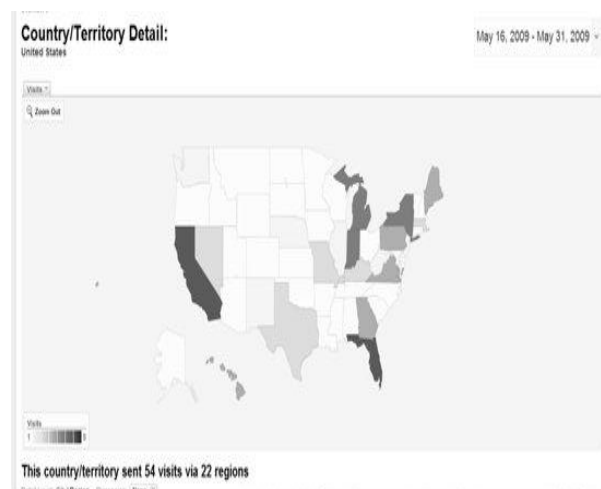 Country/Territory Detail:
United States
May 16, 2009 - May 31, 2009
Visits
Zoom Out
Visits
1
This country/territory sent 54 visits via 22 regions